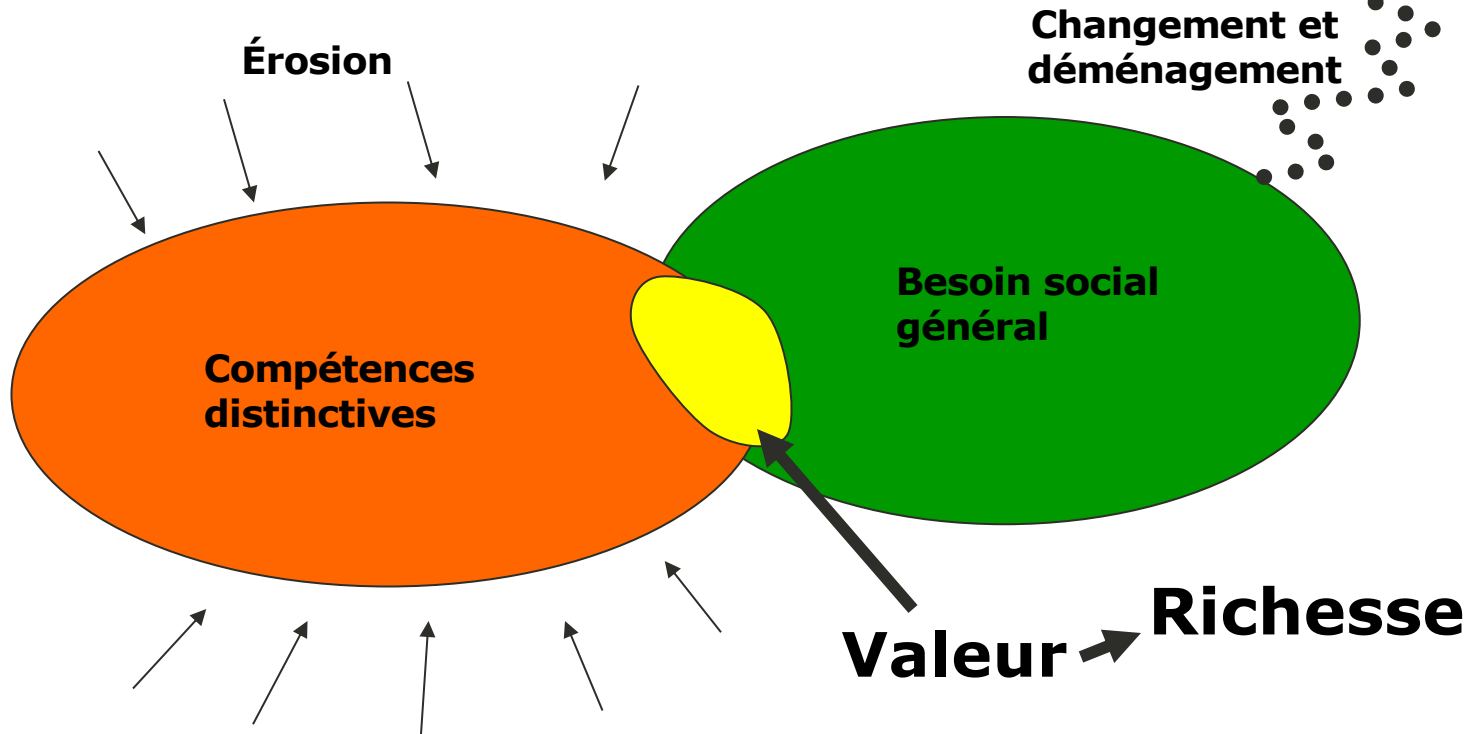 Changement et
déménagement
Érosion
Besoin social
général
Compétences
distinctives
Richesse
Valeur